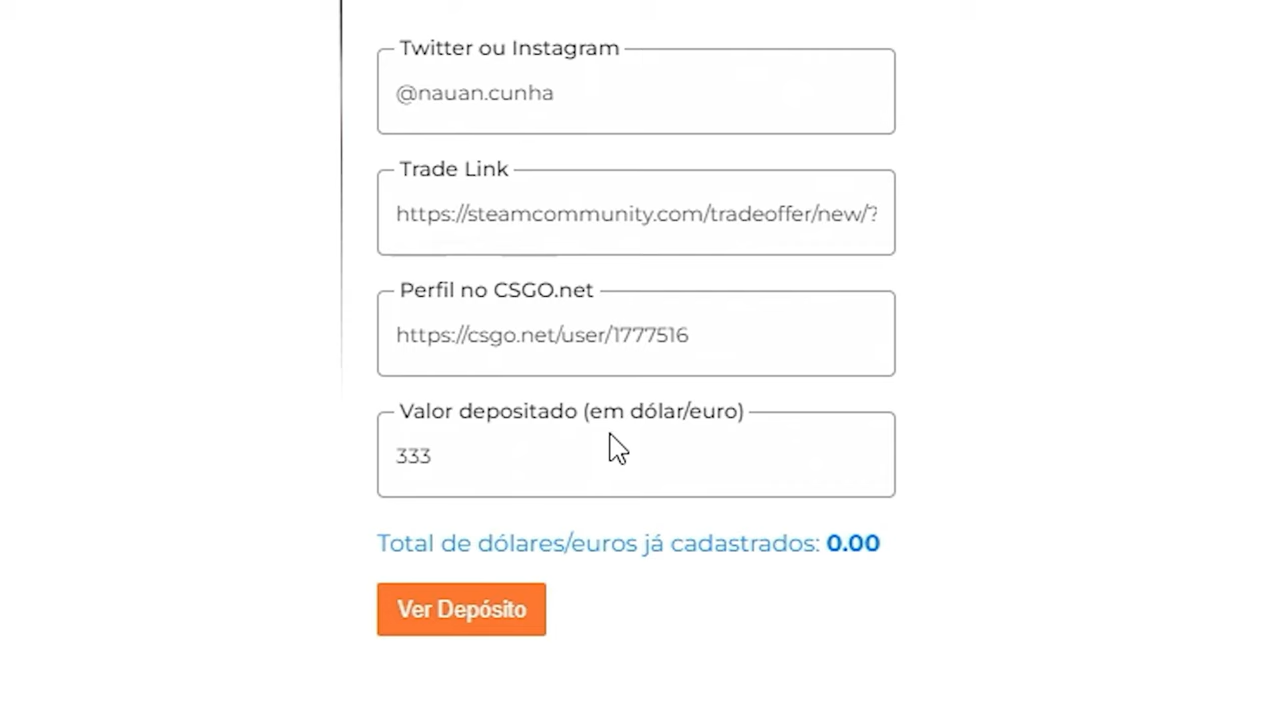 Twitter ou Instagram
@nauan.cunha
Trade Link
https://steamcommunity.com/tradeoffer/new/?
Perfil no CSGO.net
https://csgo.net/user/1777516
Valor depositado (em dólar/euro)
333
Total de dólares/euros já cadastrados: 0.00
Ver Depósito